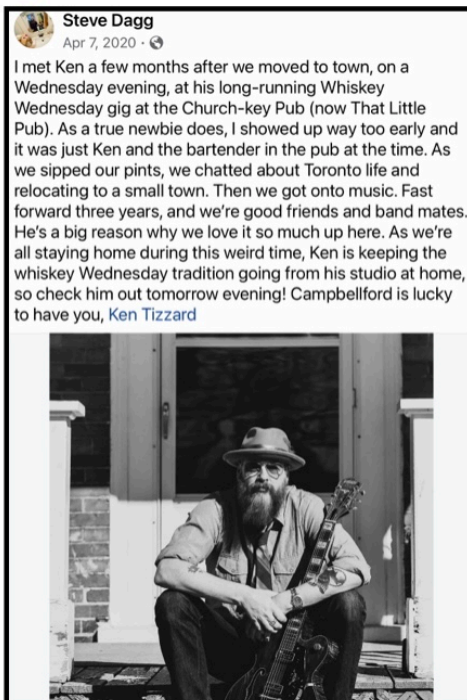 Steve Dagg
Apr 7, 2020 ·
I met Ken a few months after we moved to town, on a
Wednesday evening, at his long-running Whiskey
Wednesday gig at the Church-key Pub (now That Little
Pub). As a true newbie does, I showed up way too early and
it was just Ken and the bartender in the pub at the time. As
we sipped our pints, we chatted about Toronto life and
relocating to a small town. Then we got onto music. Fast
forward three years, and we're good friends and band mates.
He's a big reason why we love it so much up here. As we're
all staying home during this weird time, Ken is keeping the
whiskey Wednesday tradition going from his studio at home,
so check him out tomorrow evening! Campbellford is lucky
to have you, Ken Tizzard